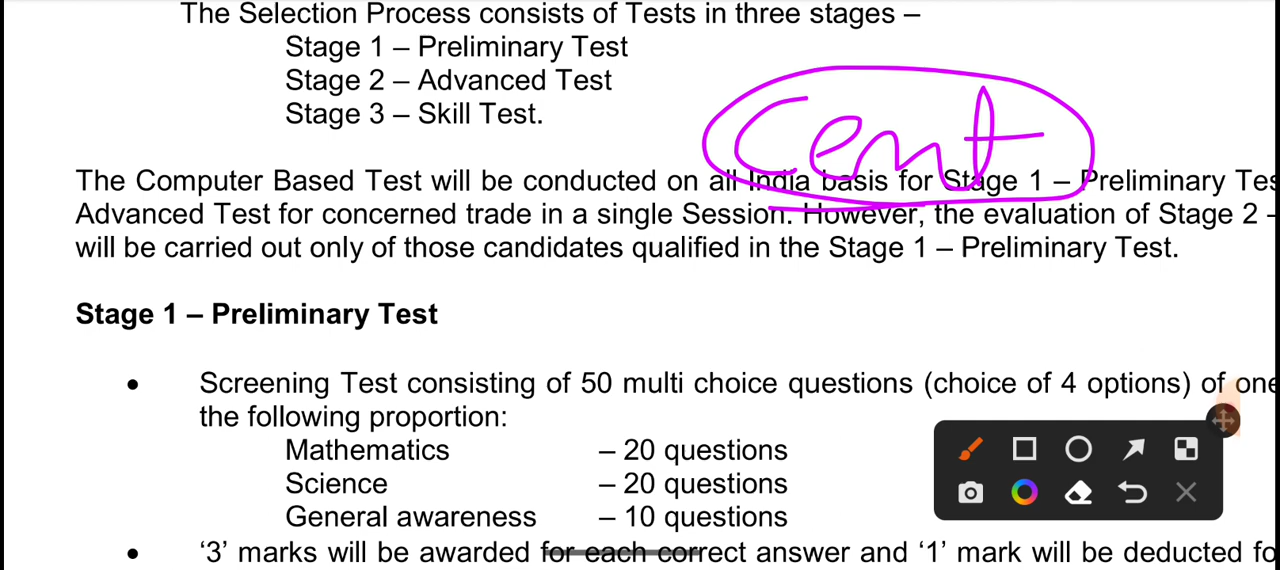 The Selection Process consists of Tests in three stages –
Stage 1 – Preliminary Test
Stage 2 – Advanced Test
Stage 3 – Skill Test.
Cent
The Computer Based Test will be conducted on all India basis for Stage 1 – Preliminary Tes
Advanced Test for concerned trade in a single Session. However, the evaluation of Stage 2 -
will be carried out only of those candidates qualified in the Stage 1 – Preliminary Test.
Stage 1 – Preliminary Test
• Screening Test consisting of 50 multi choice questions (choice of 4 options) of one
the following proportion:
Mathematics – 20 questions
Science – 20 questions
General awareness – 10 questions
• ‘3’ marks will be awarded for each correct answer and ‘1’ mark will be deducted fo